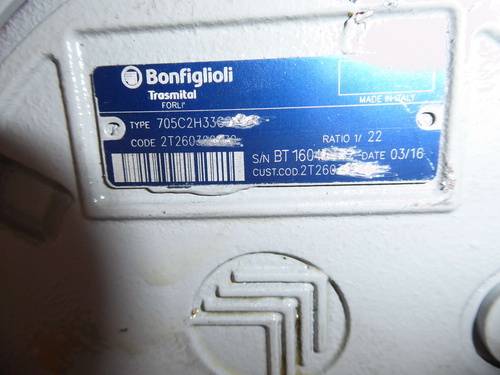 Bonfiglioli
Trasmital
FORLI'
MADE IN ITALY
TYPE 705C2H33
CODE 2T260
RATIO 1/ 22
S/N BT 1604 DATE 03/16
CUST.COD 2T260